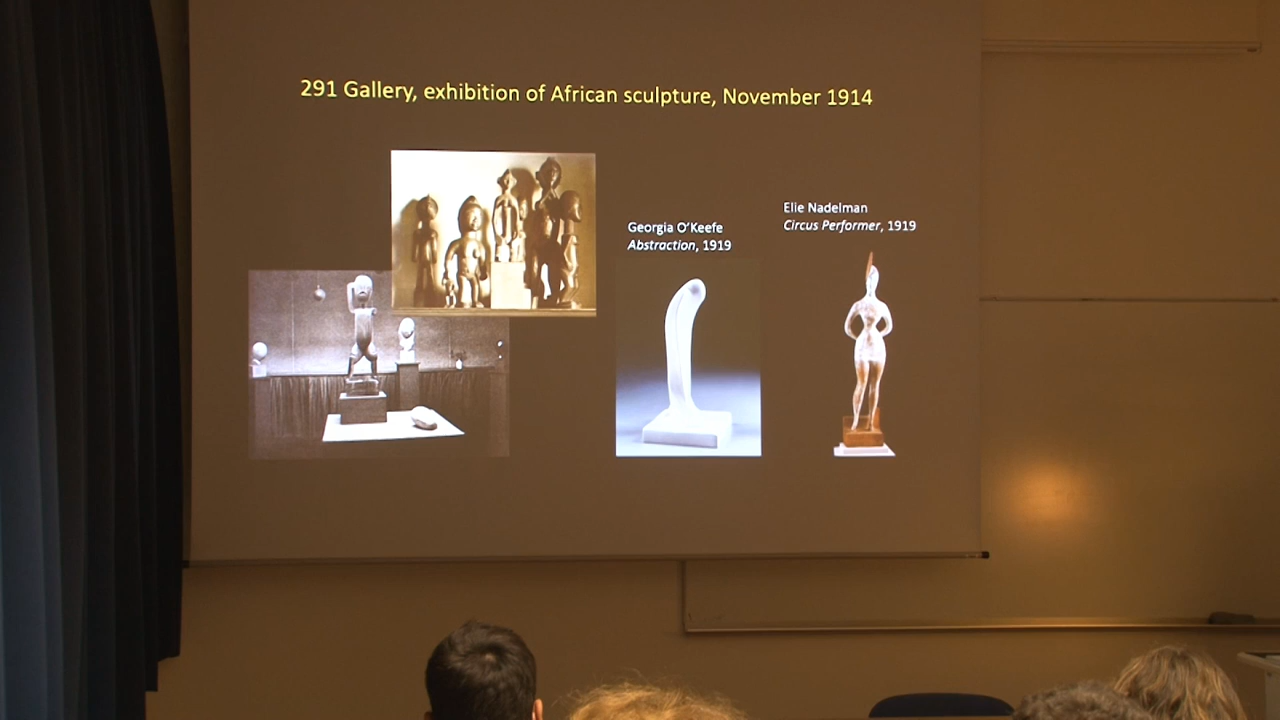 291 Gallery, exhibition of African sculpture, November 1914
Georgia O'Keefe
Abstraction, 1919
Elie Nadelman
Circus Performer, 1919